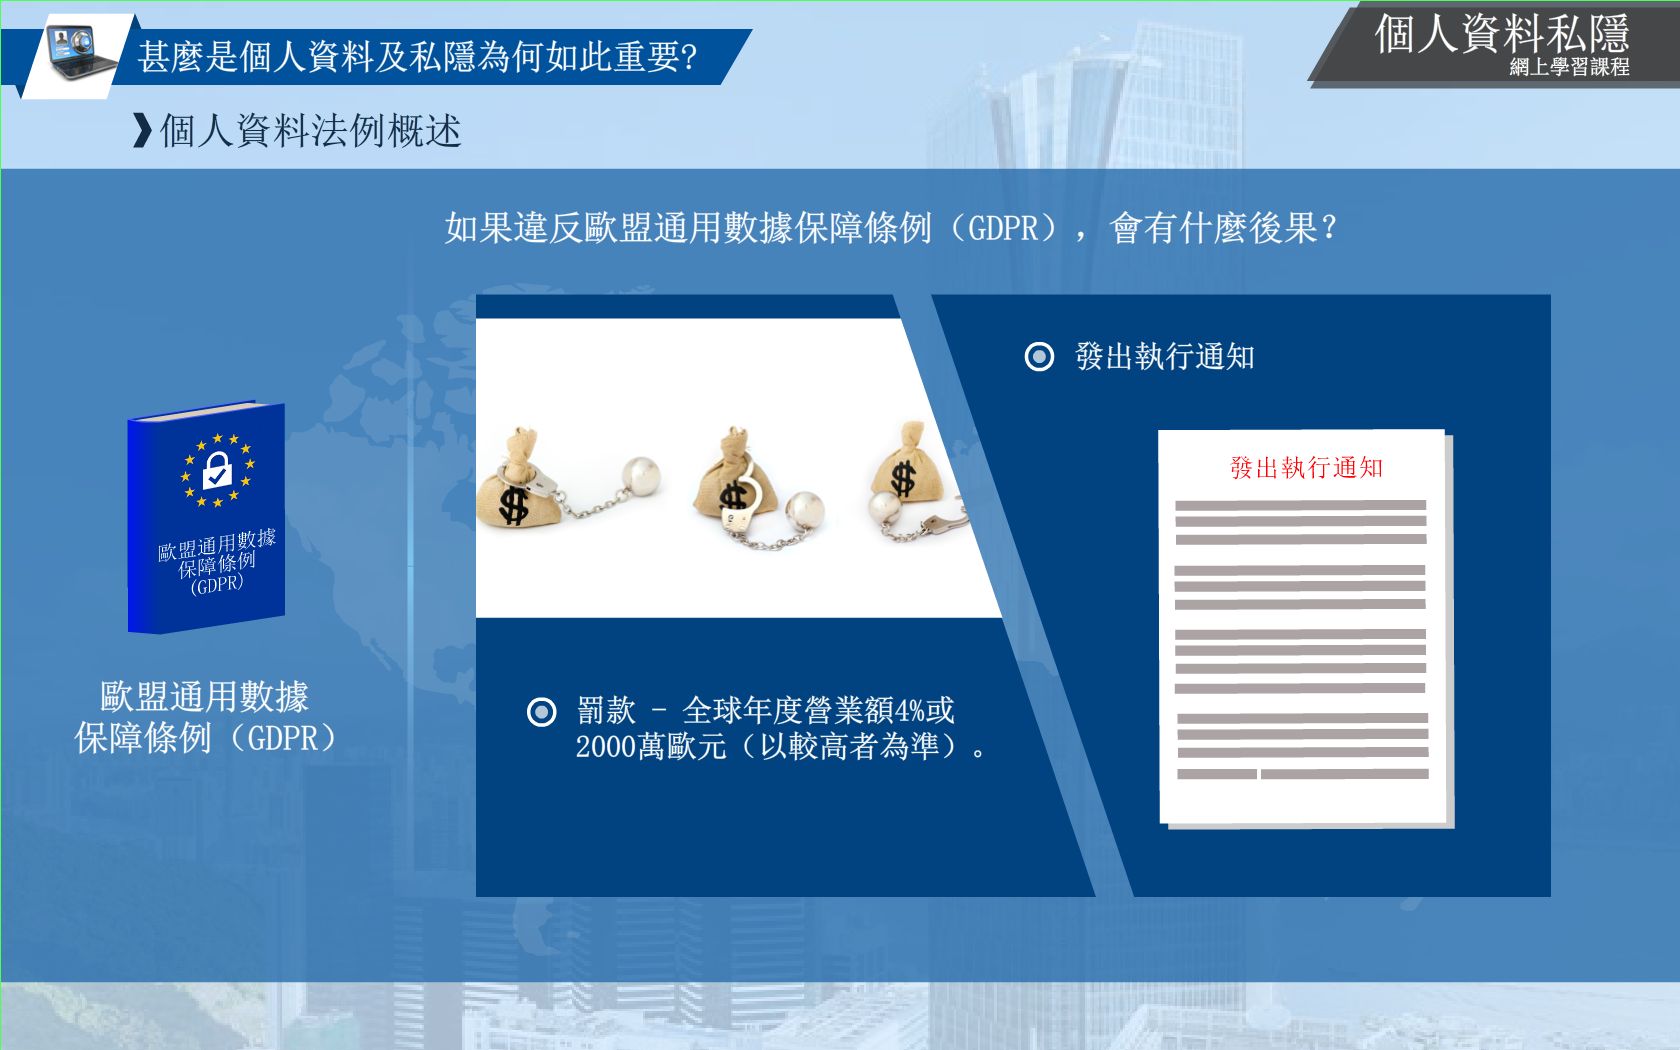 甚麼是個人資料及私隱為何如此重要?
個人資料私隱
網上學習課程
個人資料法例概述
如果違反歐盟通用數據保障條例（GDPR），會有什麼後果?
歐盟通用數據
保障條例
(GDPR)
歐盟通用數據
保障條例（GDPR）
$
$
$
罰款 - 全球年度營業額4%或
2000萬歐元（以較高者為準）。
發出執行通知
發出執行通知